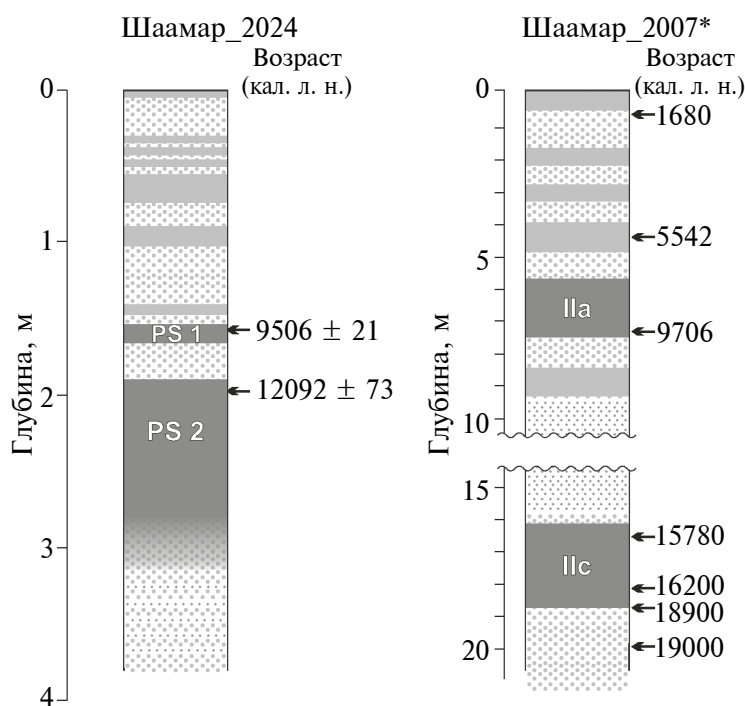 Шаамар_2024
Возраст
(кал. л. н.)
0
1
2
3
4
Глубина, м
PS 1
PS 2
9506 ± 21
12092 ± 73
Шаамар_2007*
Возраст
(кал. л. н.)
0
5
10
15
20
Глубина, м
IIa
IIc
1680
5542
9706
15780
16200
18900
19000